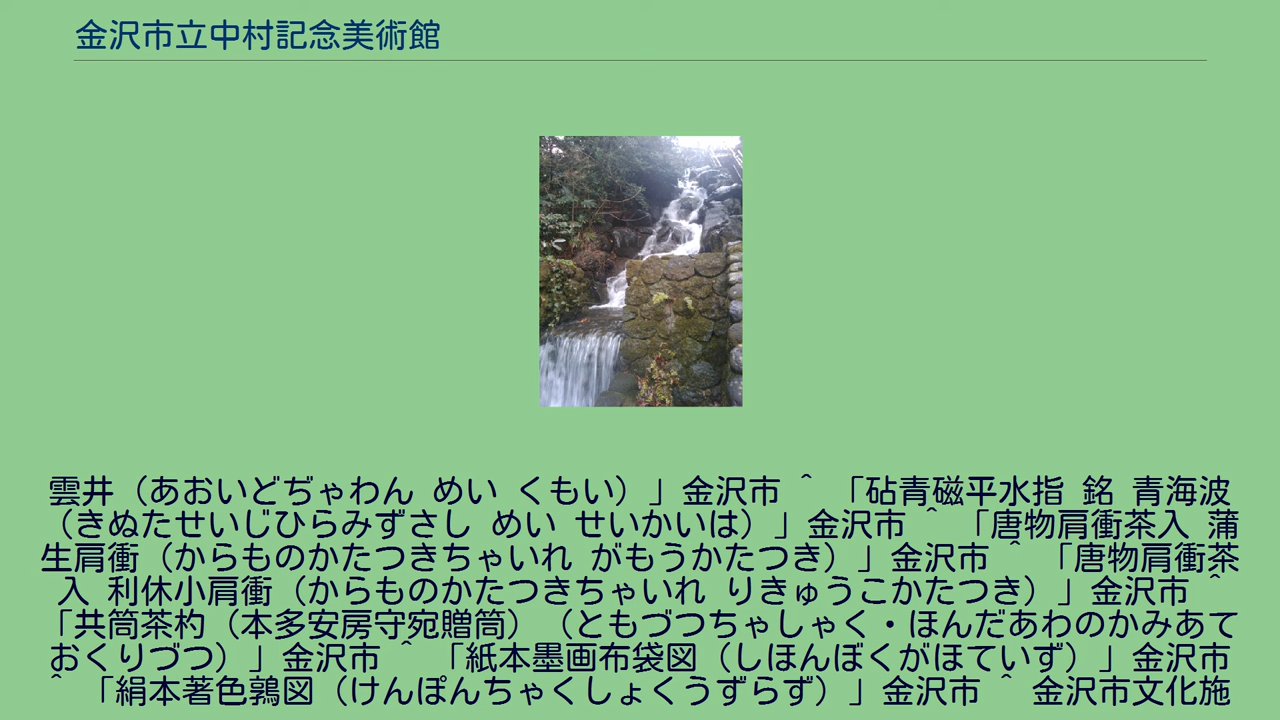 金沢市立中村記念美術館
雲井（あおいどぢゃわん めい くもい）」金沢市 ^ 「砧青磁平水指 銘 青海波
（きぬたせいじひらみずさし めい せいかいは）」金沢市 ^ 「唐物肩衝茶入 蒲
生肩衝（からものかたつきちゃいれ がもうかたつき）」金沢市 ^ 「唐物肩衝茶
入 利休小肩衝（からものかたつきちゃいれ りきゅうこかたつき）」金沢市 ^
「共筒茶杓（本多安房守宛贈筒）（ともづつちゃしゃく・ほんだあわのかみあて
おくりづつ）」金沢市 ^ 「紙本墨画布袋図（しほんぼくがほていず）」金沢市
^ 「絹本著色鶉図（けんぽんちゃくしょくうずらず）」金沢市 ^ 金沢市文化施